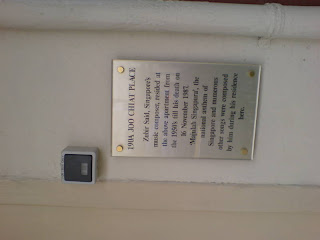 190A JOO CHIAT PLACE
Zubir Said, Singapore's
music composer, resided at
the above apartment from
the 1950s till his death on
16 November 1987.
'Majulah Singapura', the
national anthem of
Singapore and numerous
other songs were composed
by him during his residence
here.